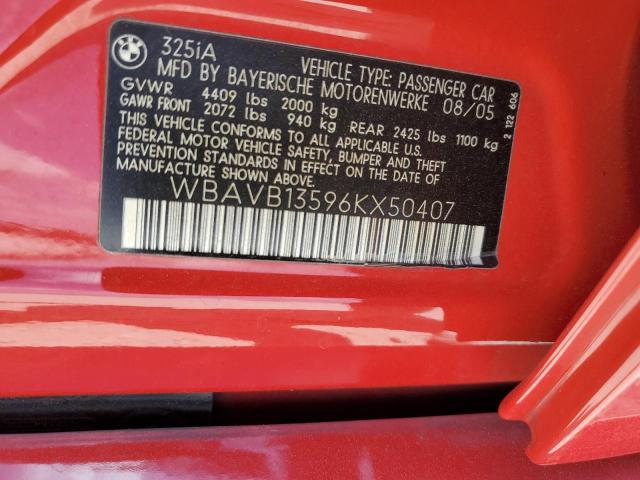 BMW
325iA
VEHICLE TYPE: PASSENGER CAR
MFD BY BAYERISCHE MOTORENWERKE 08/05
GVWR 4409 lbs 2000 kg
GAWR FRONT 2072 lbs 940 kg REAR 2425 lbs 1100 kg
THIS VEHICLE CONFORMS TO ALL APPLICABLE U.S.
FEDERAL MOTOR VEHICLE SAFETY, BUMPER AND THEFT
PREVENTION STANDARDS IN EFFECT ON THE DATE OF
MANUFACTURE SHOWN ABOVE.
WBAVB13596KX50407
2 122 606